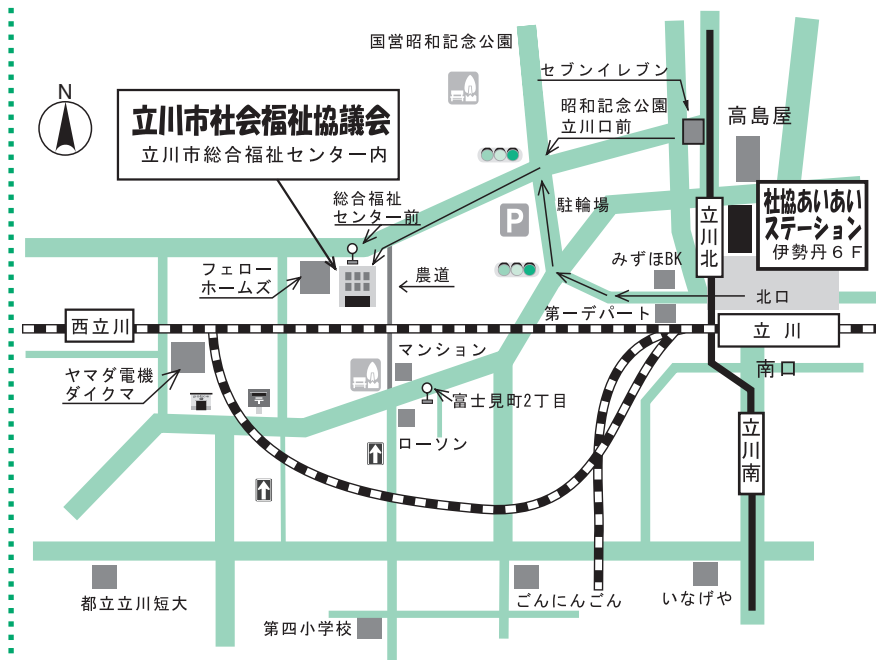 国営昭和記念公園
N
セブンイレブン
立川市社会福祉協議会
立川市総合福祉センター内
昭和記念公園
立川口前
高島屋
総合福祉
センター前
P
駐輪場
立川北
社協あいあい
ステーション
伊勢丹6F
フェロー
ホームズ
農道
みずほBK
北口
第一デパート
西立川
立川
マンション
南口
ヤマダ電機
ダイクマ
富士見町2丁目
ローソン
立川南
都立立川短大
ごんにんごん
いなげや
第四小学校